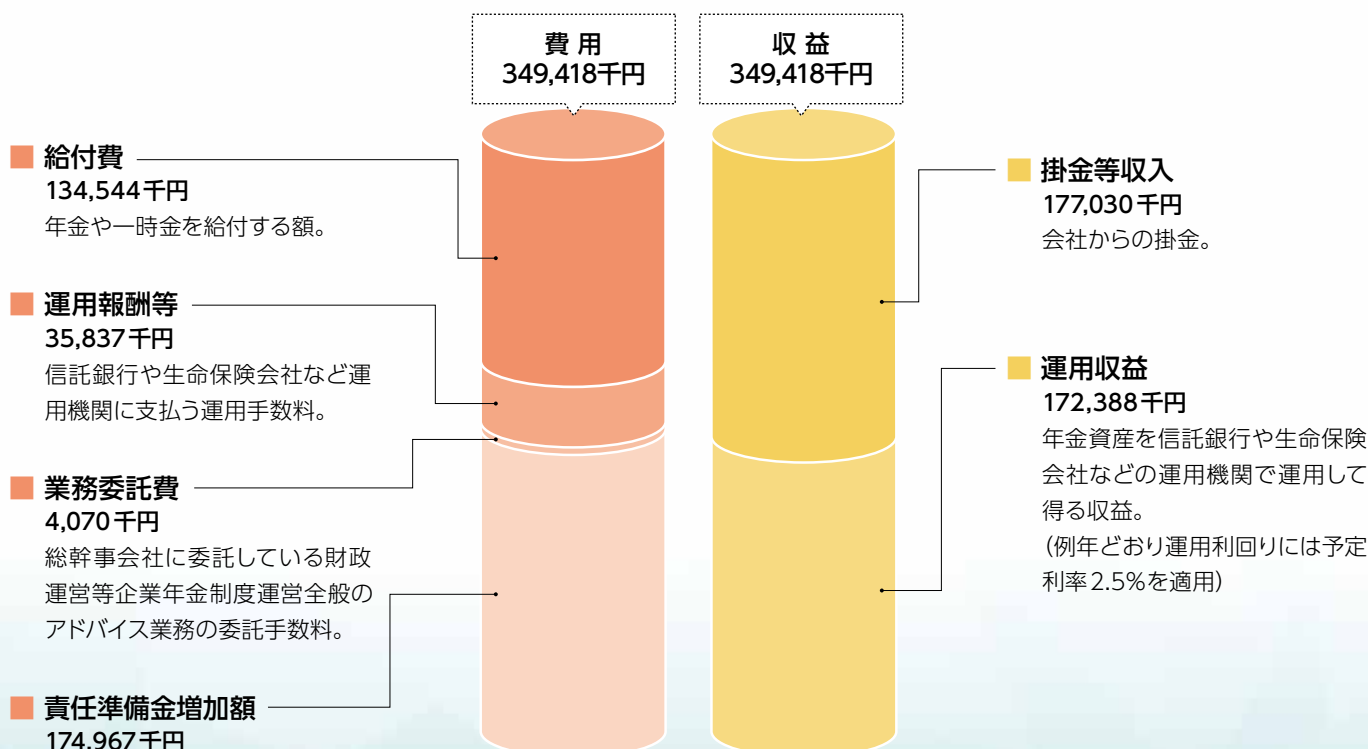 費用
349,418千円
収益
349,418千円
給付費
134,544千円
年金や一時金を給付する額。
運用報酬等
35,837千円
信託銀行や生命保険会社など運
用機関に支払う運用手数料。
業務委託費
4,070千円
総幹事会社に委託している財政
運営等企業年金制度運営全般の
アドバイス業務の委託手数料。
責任準備金増加額
174,967千円
掛金等収入
177,030千円
会社からの掛金。
運用収益
172,388千円
年金資産を信託銀行や生命保険
会社などの運用機関で運用して
得る収益。
(例年どおり運用利回りには予定
利率2.5%を適用)